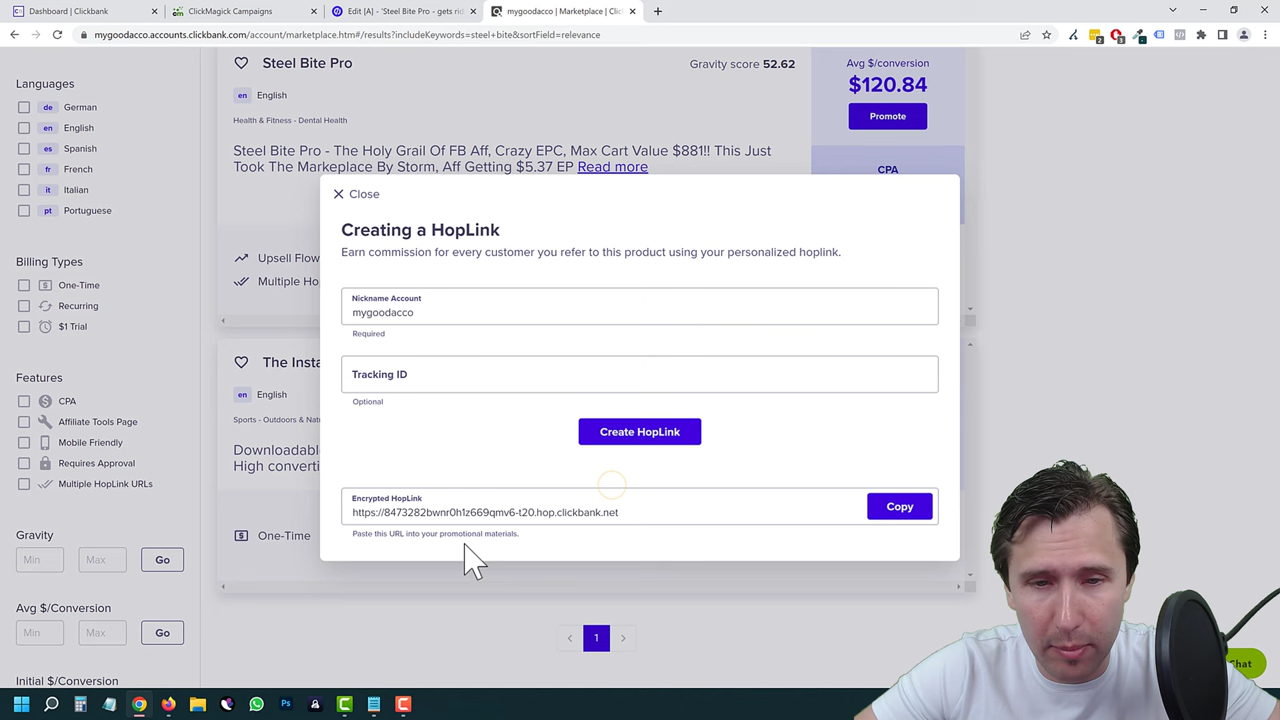 Dashboard | Clickbank
ClickMagick Campaigns
Edit [A] - 'Steel Bite Pro - gets rid
mygoodacco | Marketplace | Clic
mygoodacco.accounts.clickbank.com/account/marketplace.htm#/results?includeKeywords=steel+bite&sortField=relevance
Languages
de German
en English
es Spanish
fr French
it Italian
pt Portuguese
Billing Types
One-Time
Recurring
$1 Trial
Features
CPA
Affiliate Tools Page
Mobile Friendly
Requires Approval
Multiple HopLink URLs
Gravity
Min
Max
Go
Avg $/Conversion
Min
Max
Go
Initial $/Conversion
Steel Bite Pro
Gravity score 52.62
en English
Health & Fitness - Dental Health
Steel Bite Pro - The Holy Grail Of FB Aff, Crazy EPC, Max Cart Value $881!! This Just
Took The Markeplace By Storm, Aff Getting $5.37 EP Read more
Avg $/conversion
$120.84
Promote
CPA
Upsell Flow
Multiple Ho
Close
Creating a HopLink
Earn commission for every customer you refer to this product using your personalized hoplink.
Nickname Account
mygoodacco
Required
Tracking ID
Optional
Create HopLink
Encrypted HopLink
https://8473282bwnr0h1z669qmv6-t20.hop.clickbank.net
Copy
Paste this URL into your promotional materials.
The Insta
en English
Sports - Outdoors & Natu
Downloadab
High converti
One-Time
1
Chat